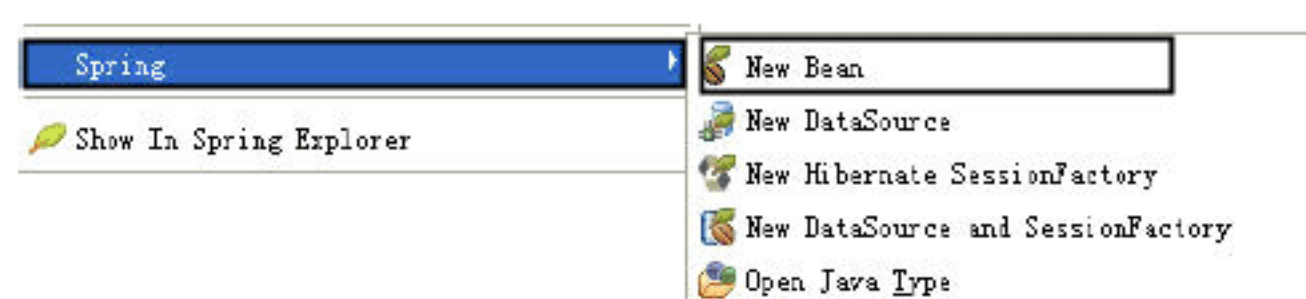 Spring
Show In Spring Explorer
New Bean
New DataSource
New Hibernate SessionFactory
New DataSource and SessionFactory
Open Java Type